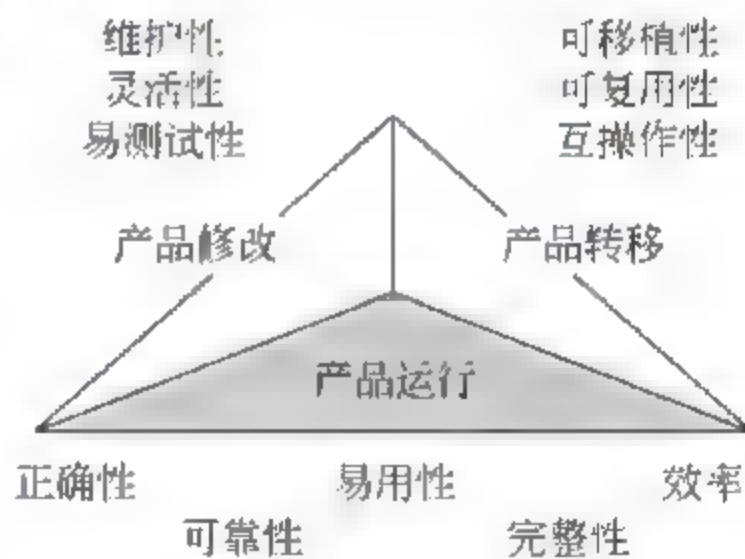 维护性
灵活性
易测试性
可移植性
可复用性
互操作性
产品修改
产品转移
产品运行
正确性 易用性 效率
可靠性 完整性